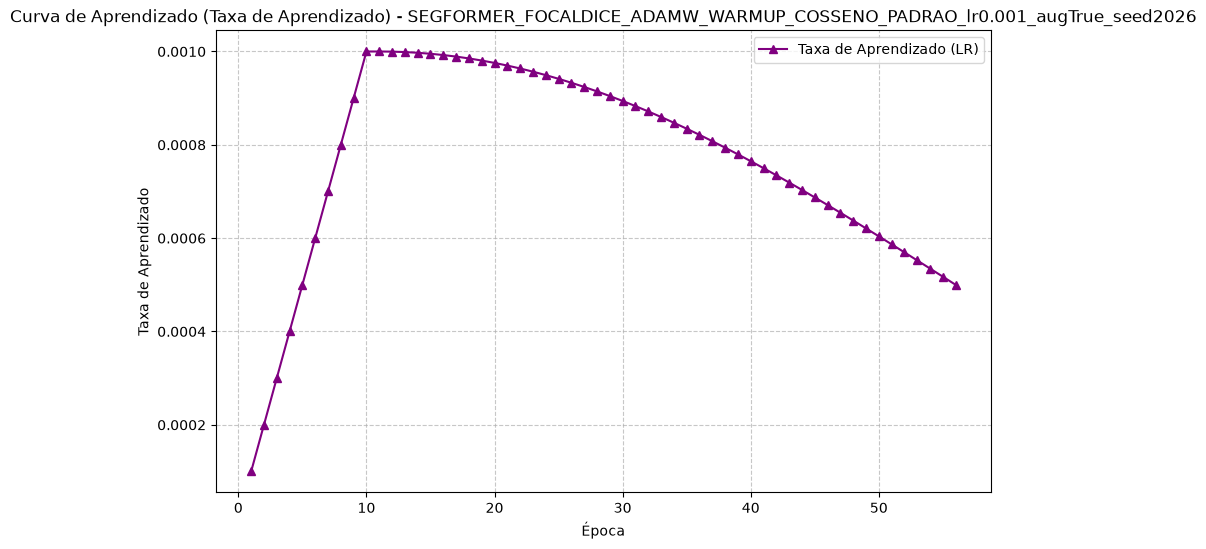 Curva de Aprendizado (Taxa de Aprendizado) - SEGFORMER_FOCALDICE_ADAMW_WARMUP_COSSENO_PADRAO_lr0.001_augTrue_seed2026
Taxa de Aprendizado (LR)
0.0010
0.0008
0.0006
0.0004
0.0002
Taxa de Aprendizado
0 10 20 30 40 50
Época